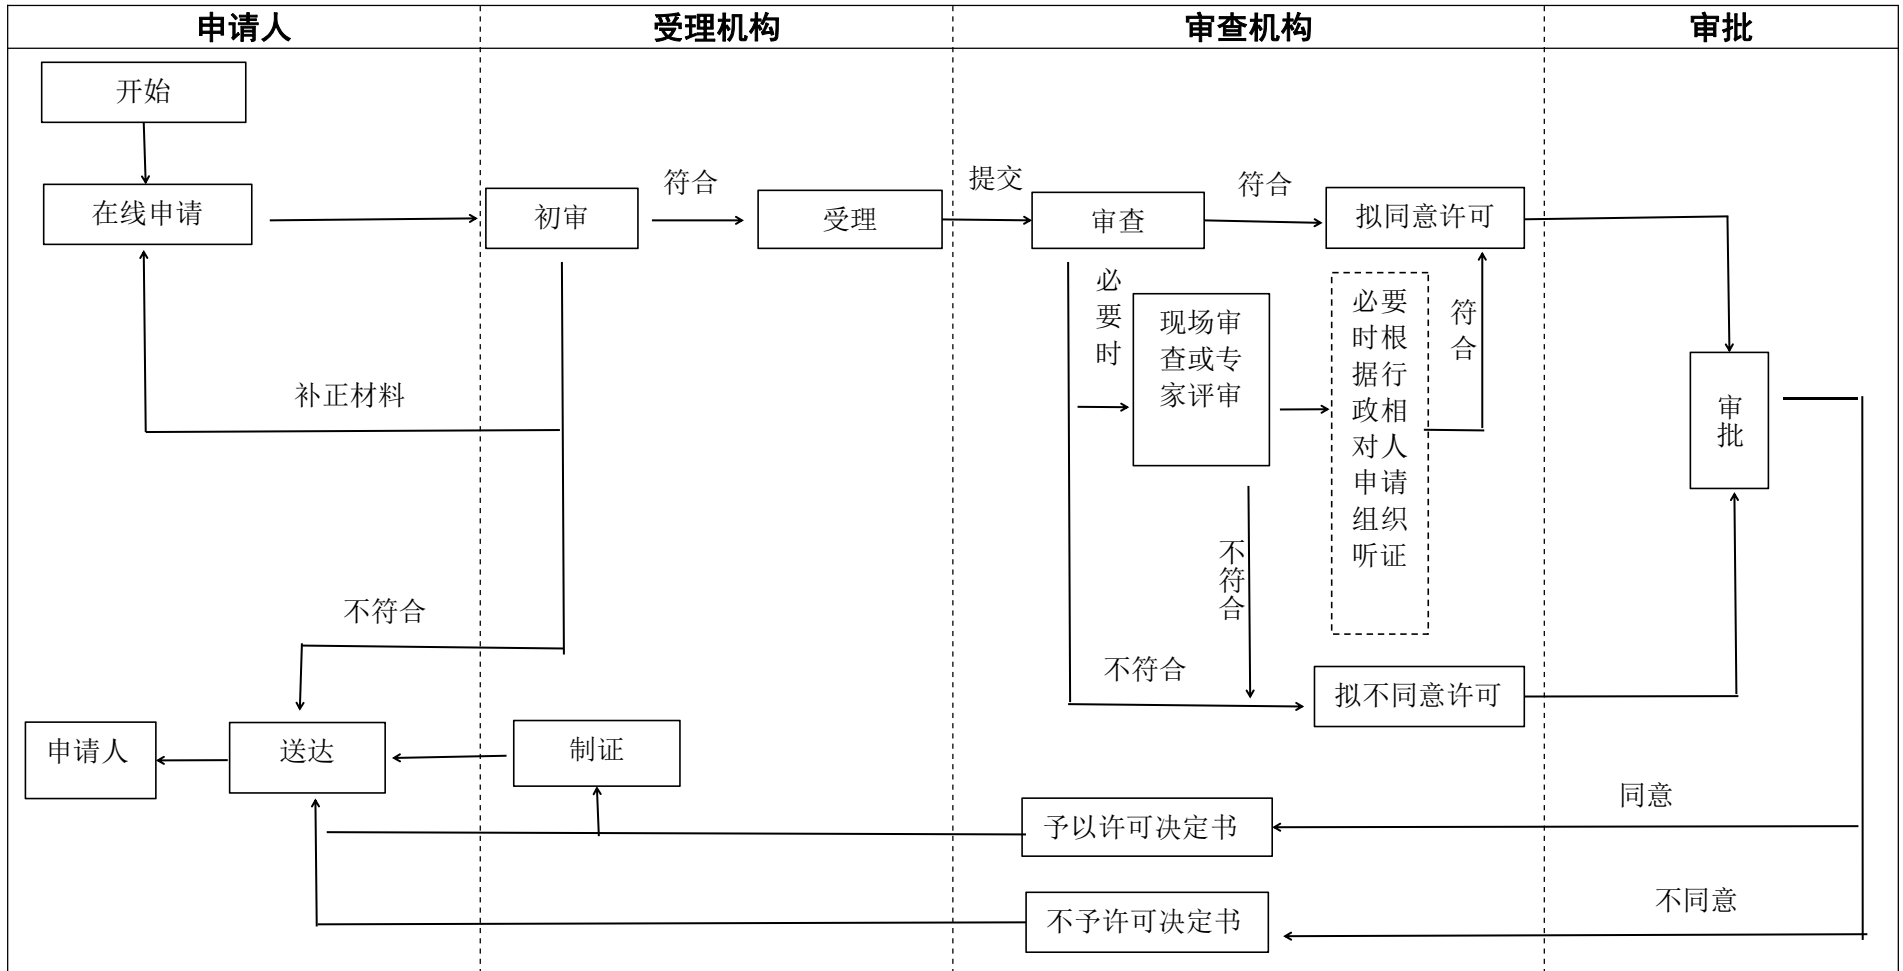 申请人
受理机构
审查机构
审批
开始
在线申请
初审
符合
受理
提交
审查
符合
拟同意许可
必要时
现场审
查或专
家评审
必要
时根
据行
政相
对人
申请
组织
听证
符合
审批
补正材料
不符合
不符合
不符合
拟不同意许可
申请人
送达
制证
同意
予以许可决定书
不同意
不予许可决定书